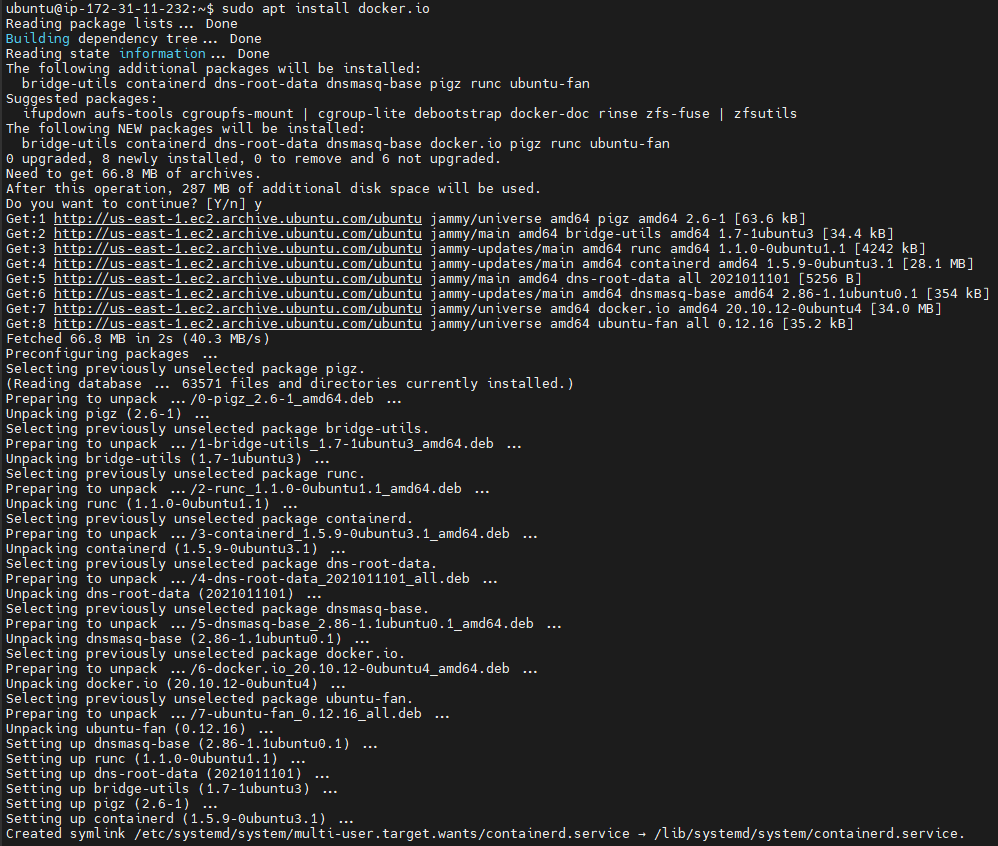 ubuntu@ip-172-31-11-232:~$ sudo apt install docker.io
Reading package lists... Done
Building dependency tree... Done
Reading state information... Done
The following additional packages will be installed:
  bridge-utils containerd dns-root-data dnsmasq-base pigz runc ubuntu-fan
Suggested packages:
  ifupdown aufs-tools cgroupfs-mount | cgroup-lite debootstrap docker-doc rinse zfs-fuse | zfsutils
The following NEW packages will be installed:
  bridge-utils containerd dns-root-data dnsmasq-base docker.io pigz runc ubuntu-fan
0 upgraded, 8 newly installed, 0 to remove and 6 not upgraded.
Need to get 66.8 MB of archives.
After this operation, 287 MB of additional disk space will be used.
Do you want to continue? [Y/n] y
Get:1 http://us-east-1.ec2.archive.ubuntu.com/ubuntu jammy/universe amd64 pigz amd64 2.6-1 [63.6 kB]
Get:2 http://us-east-1.ec2.archive.ubuntu.com/ubuntu jammy/main amd64 bridge-utils amd64 1.7-1ubuntu3 [34.4 kB]
Get:3 http://us-east-1.ec2.archive.ubuntu.com/ubuntu jammy-updates/main amd64 runc amd64 1.1.0-0ubuntu1.1 [4242 kB]
Get:4 http://us-east-1.ec2.archive.ubuntu.com/ubuntu jammy-updates/main amd64 containerd amd64 1.5.9-0ubuntu3.1 [28.1 MB]
Get:5 http://us-east-1.ec2.archive.ubuntu.com/ubuntu jammy/main amd64 dns-root-data all 2021011101 [5256 B]
Get:6 http://us-east-1.ec2.archive.ubuntu.com/ubuntu jammy-updates/main amd64 dnsmasq-base amd64 2.86-1.1ubuntu0.1 [354 kB]
Get:7 http://us-east-1.ec2.archive.ubuntu.com/ubuntu jammy/universe amd64 docker.io amd64 20.10.12-0ubuntu4 [34.0 MB]
Get:8 http://us-east-1.ec2.archive.ubuntu.com/ubuntu jammy/universe amd64 ubuntu-fan all 0.12.16 [35.2 kB]
Fetched 66.8 MB in 2s (40.3 MB/s)
Preconfiguring packages ...
Selecting previously unselected package pigz.
(Reading database ... 63571 files and directories currently installed.)
Preparing to unpack .../0-pigz_2.6-1_amd64.deb ...
Unpacking pigz (2.6-1) ...
Selecting previously unselected package bridge-utils.
Preparing to unpack .../1-bridge-utils_1.7-1ubuntu3_amd64.deb ...
Unpacking bridge-utils (1.7-1ubuntu3) ...
Selecting previously unselected package runc.
Preparing to unpack .../2-runc_1.1.0-0ubuntu1.1_amd64.deb ...
Unpacking runc (1.1.0-0ubuntu1.1) ...
Selecting previously unselected package containerd.
Preparing to unpack .../3-containerd_1.5.9-0ubuntu3.1_amd64.deb ...
Unpacking containerd (1.5.9-0ubuntu3.1) ...
Selecting previously unselected package dns-root-data.
Preparing to unpack .../4-dns-root-data_2021011101_all.deb ...
Unpacking dns-root-data (2021011101) ...
Selecting previously unselected package dnsmasq-base.
Preparing to unpack .../5-dnsmasq-base_2.86-1.1ubuntu0.1_amd64.deb ...
Unpacking dnsmasq-base (2.86-1.1ubuntu0.1) ...
Selecting previously unselected package docker.io.
Preparing to unpack .../6-docker.io_20.10.12-0ubuntu4_amd64.deb ...
Unpacking docker.io (20.10.12-0ubuntu4) ...
Selecting previously unselected package ubuntu-fan.
Preparing to unpack .../7-ubuntu-fan_0.12.16_all.deb ...
Unpacking ubuntu-fan (0.12.16) ...
Setting up dnsmasq-base (2.86-1.1ubuntu0.1) ...
Setting up runc (1.1.0-0ubuntu1.1) ...
Setting up dns-root-data (2021011101) ...
Setting up bridge-utils (1.7-1ubuntu3) ...
Setting up pigz (2.6-1) ...
Setting up containerd (1.5.9-0ubuntu3.1) ...
Created symlink /etc/systemd/system/multi-user.target.wants/containerd.service → /lib/systemd/system/containerd.service.